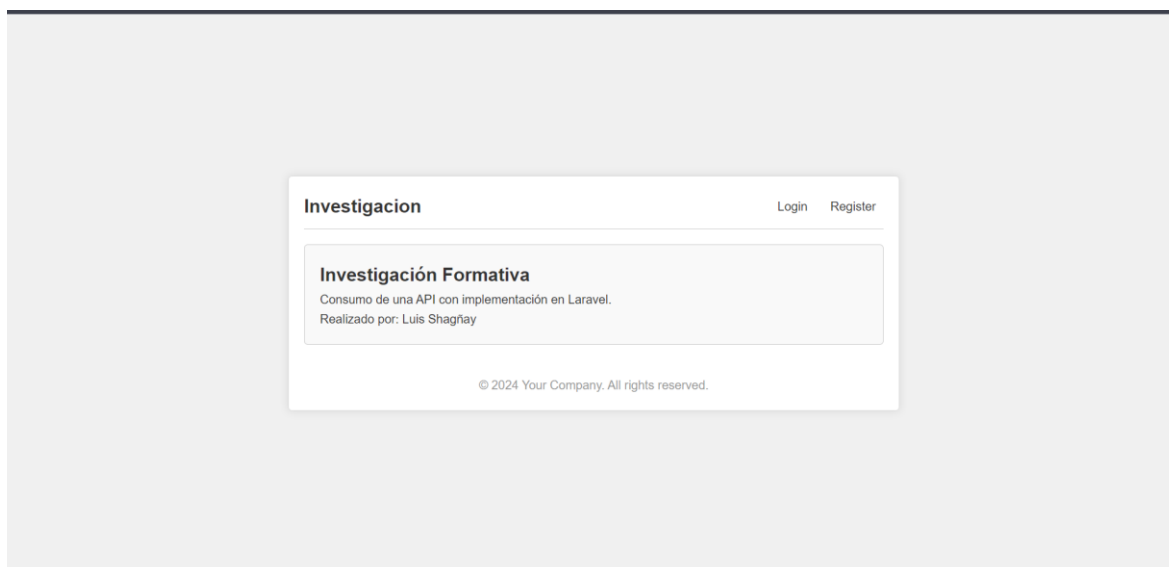 Investigacion
Login
Register
Investigación Formativa
Consumo de una API con implementación en Laravel.
Realizado por: Luis Shagñay
© 2024 Your Company. All rights reserved.